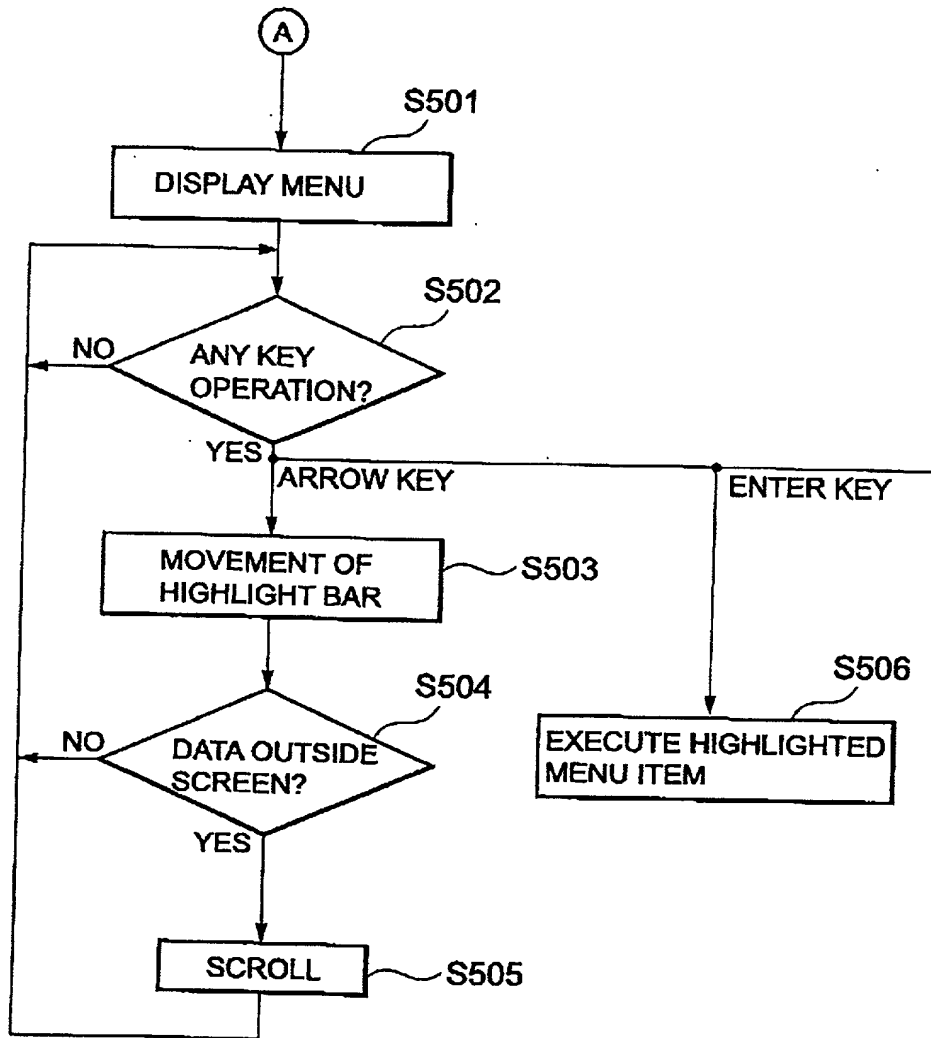 A
S501
DISPLAY MENU
S502
NO
ANY KEY
OPERATION?
YES
ARROW KEY
ENTER KEY
MOVEMENT OF
HIGHLIGHT BAR
S503
S504
NO
DATA OUTSIDE
SCREEN?
YES
S506
EXECUTE HIGHLIGHTED
MENU ITEM
SCROLL
S505